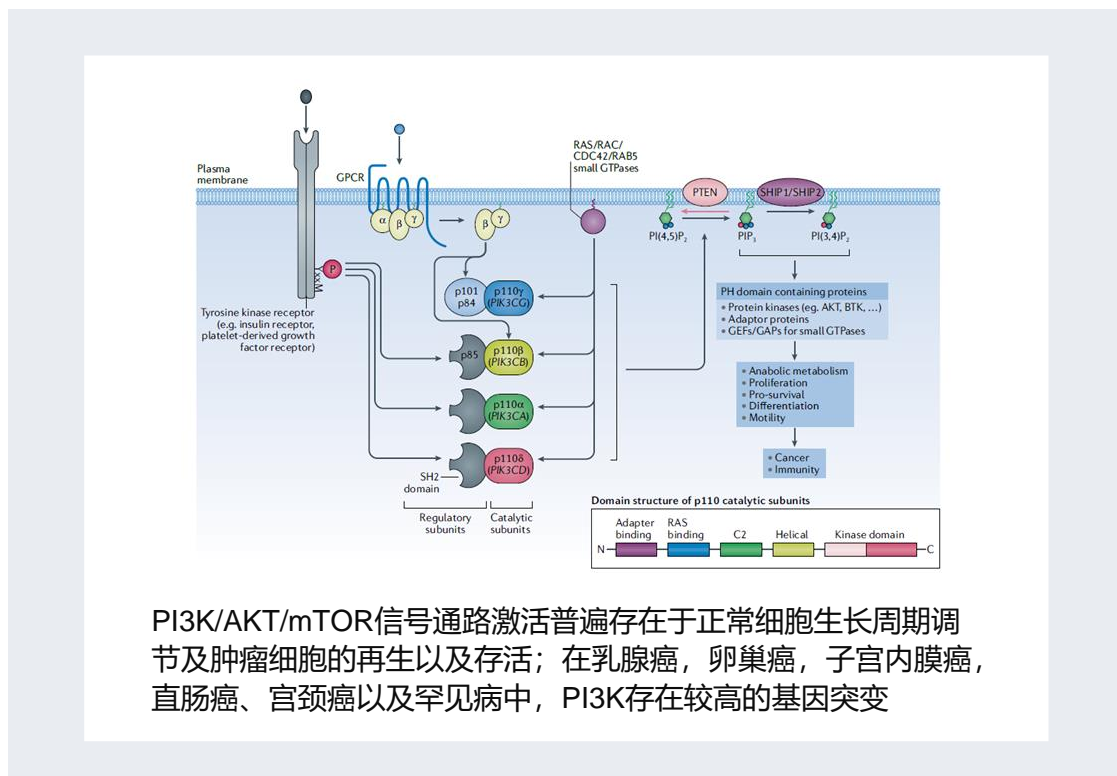 RAS/RAC/
CDC42/RAB5
small GTPases
Plasma
membrane
GPCR
PTEN
SHIP1/SHIP2
α
β
γ
β
γ
PI(4,5)P₂
PIP₃
PI(3,4)P₂
P
XXM
p101
p84
p110γ
(PIK3CG)
PH domain containing proteins
Protein kinases (eg. AKT, BTK, ...)
Adaptor proteins
GEFs/GAPs for small GTPases
Tyrosine kinase receptor
(e.g. insulin receptor,
platelet-derived growth
factor receptor)
p85
p110β
(PIK3CB)
Anabolic metabolism
Proliferation
Pro-survival
Differentiation
Motility
p110α
(PIK3CA)
p110δ
(PIK3CD)
Cancer
Immunity
SH2
domain
Regulatory
subunits
Catalytic
subunits
Domain structure of p110 catalytic subunits
Adapter
binding
RAS
binding
C2
Helical
Kinase domain
N
C
PI3K/AKT/mTOR信号通路激活普遍存在于正常细胞生长周期调
节及肿瘤细胞的再生以及存活；在乳腺癌，卵巢癌，子宫内膜癌，
直肠癌、宫颈癌以及罕见病中，PI3K存在较高的基因突变